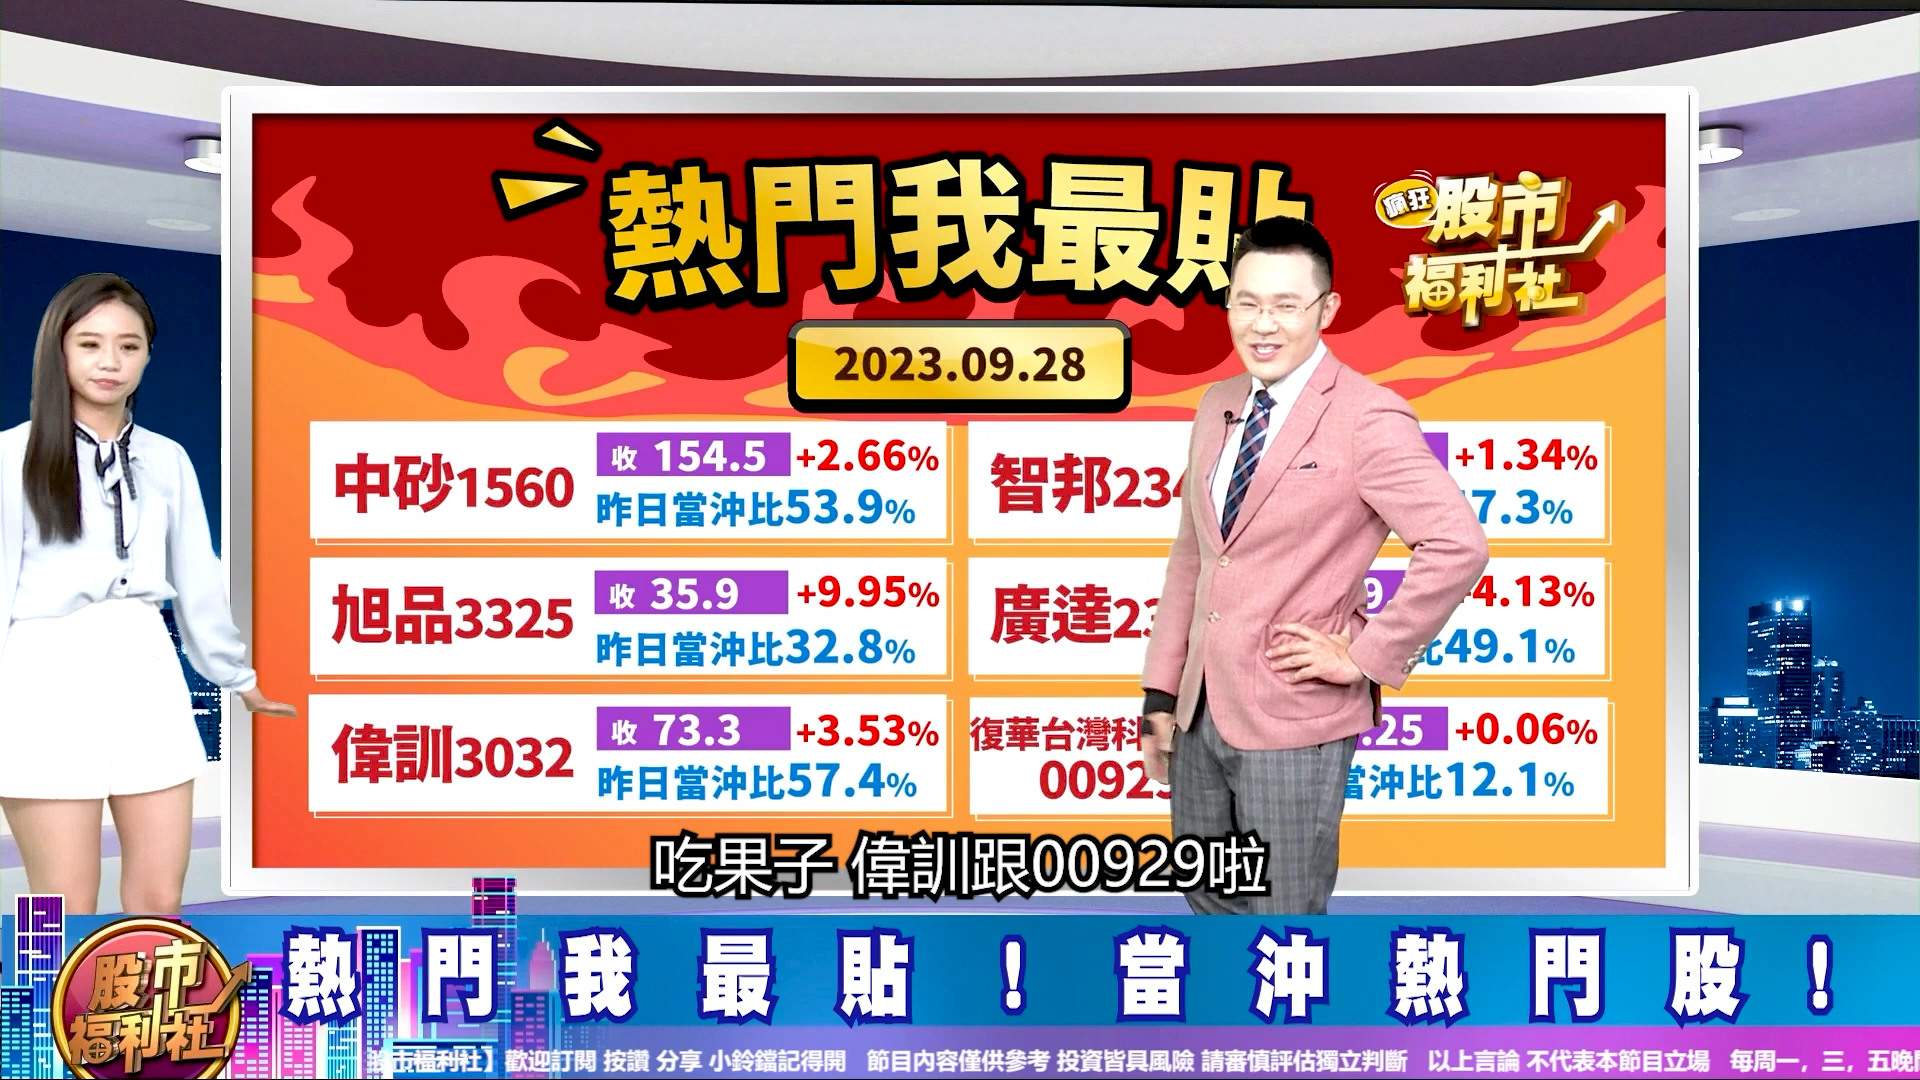 熱門我最貼
瘋狂
股市
福利社
2023.09.28
中砂1560
收 154.5 +2.66%
昨日當沖比53.9%
智邦23
+1.34%
7.3%
旭品3325
收 35.9 +9.95%
昨日當沖比32.8%
廣達23
4.13%
比49.1%
偉訓3032
收 73.3 +3.53%
昨日當沖比57.4%
復華台灣科
0092
.25 +0.06%
當沖比12.1%
吃果子 偉訓跟00929啦
熱門我最貼！當沖熱門股！
股市
福利社
股市福利社】歡迎訂閱 按讚 分享 小鈴鐺記得開 節目內容僅供參考 投資皆具風險 請審慎評估獨立判斷 以上言論 不代表本節目立場 每周一，三，五晚